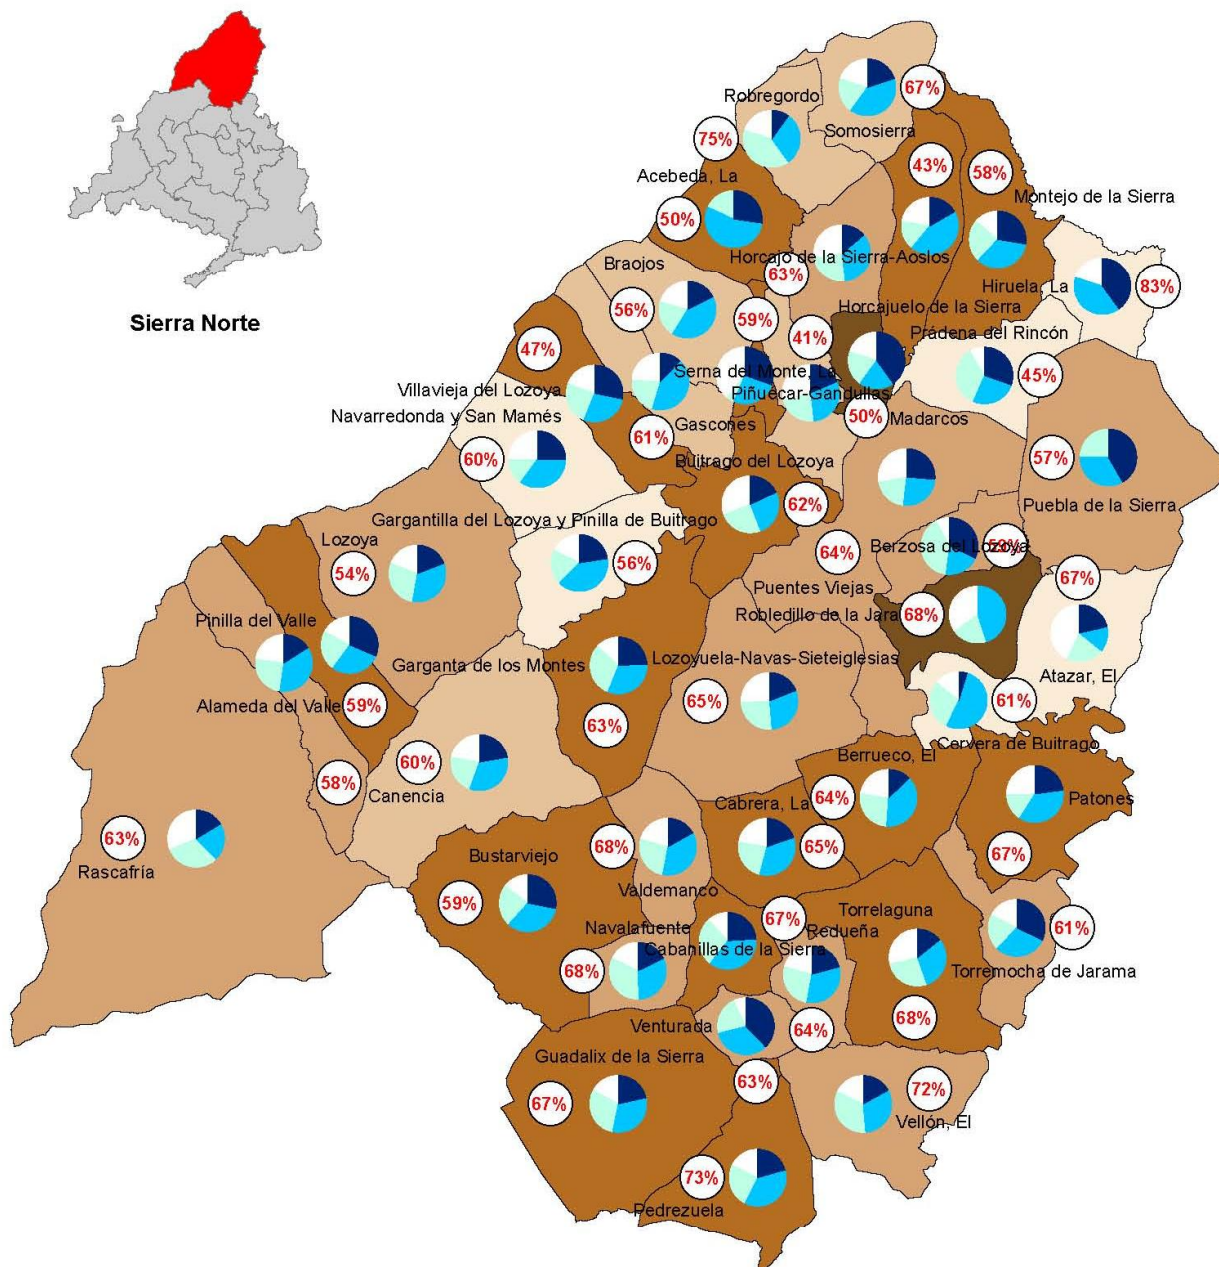 67%
Robregordo
Somosierra
75%
43%
58%
Acebeda, La
Montejo de la Sierra
50%
Horcajo de la Sierra-Aoslos
Braojos
63%
Hiruela, La
83%
56%
Horcajuelo de la Sierra
59%
Sierra Norte
41%
Prádena del Rincón
47%
Serna del Monte, La
45%
Villavieja del Lozoya
Piñuécar-Gandullas
Navarredonda y San Mamés
50%
Madarcos
Gascones
61%
60%
Buitrago del Lozoya
57%
Puebla de la Sierra
62%
Gargantilla del Lozoya y Pinilla de Buitrago
Lozoya
59%
Berzosa del Lozoya
64%
56%
54%
67%
Puentes Viejas
Robledillo de la Jara
68%
Pinilla del Valle
Lozoyuela-Navas-Sieteiglesias
Garganta de los Montes
Atazar, El
65%
61%
Alameda del Valle
59%
63%
Cervera de Buitrago
Berrueco, El
60%
58%
Canencia
Cabrera, La
64%
Patones
63%
68%
65%
67%
Rascafría
Bustarviejo
Valdemanco
59%
67%
Torrelaguna
Navalafuente
Redueña
61%
Cabanillas de la Sierra
68%
Torremocha de Jarama
68%
Venturada
64%
Guadalix de la Sierra
63%
72%
67%
Vellón, El
73%
Pedrezuela